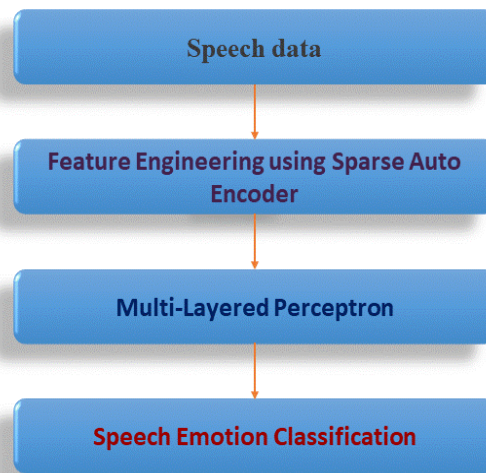 Speech data
Feature Engineering using Sparse Auto
Encoder
Multi-Layered Perceptron
Speech Emotion Classification